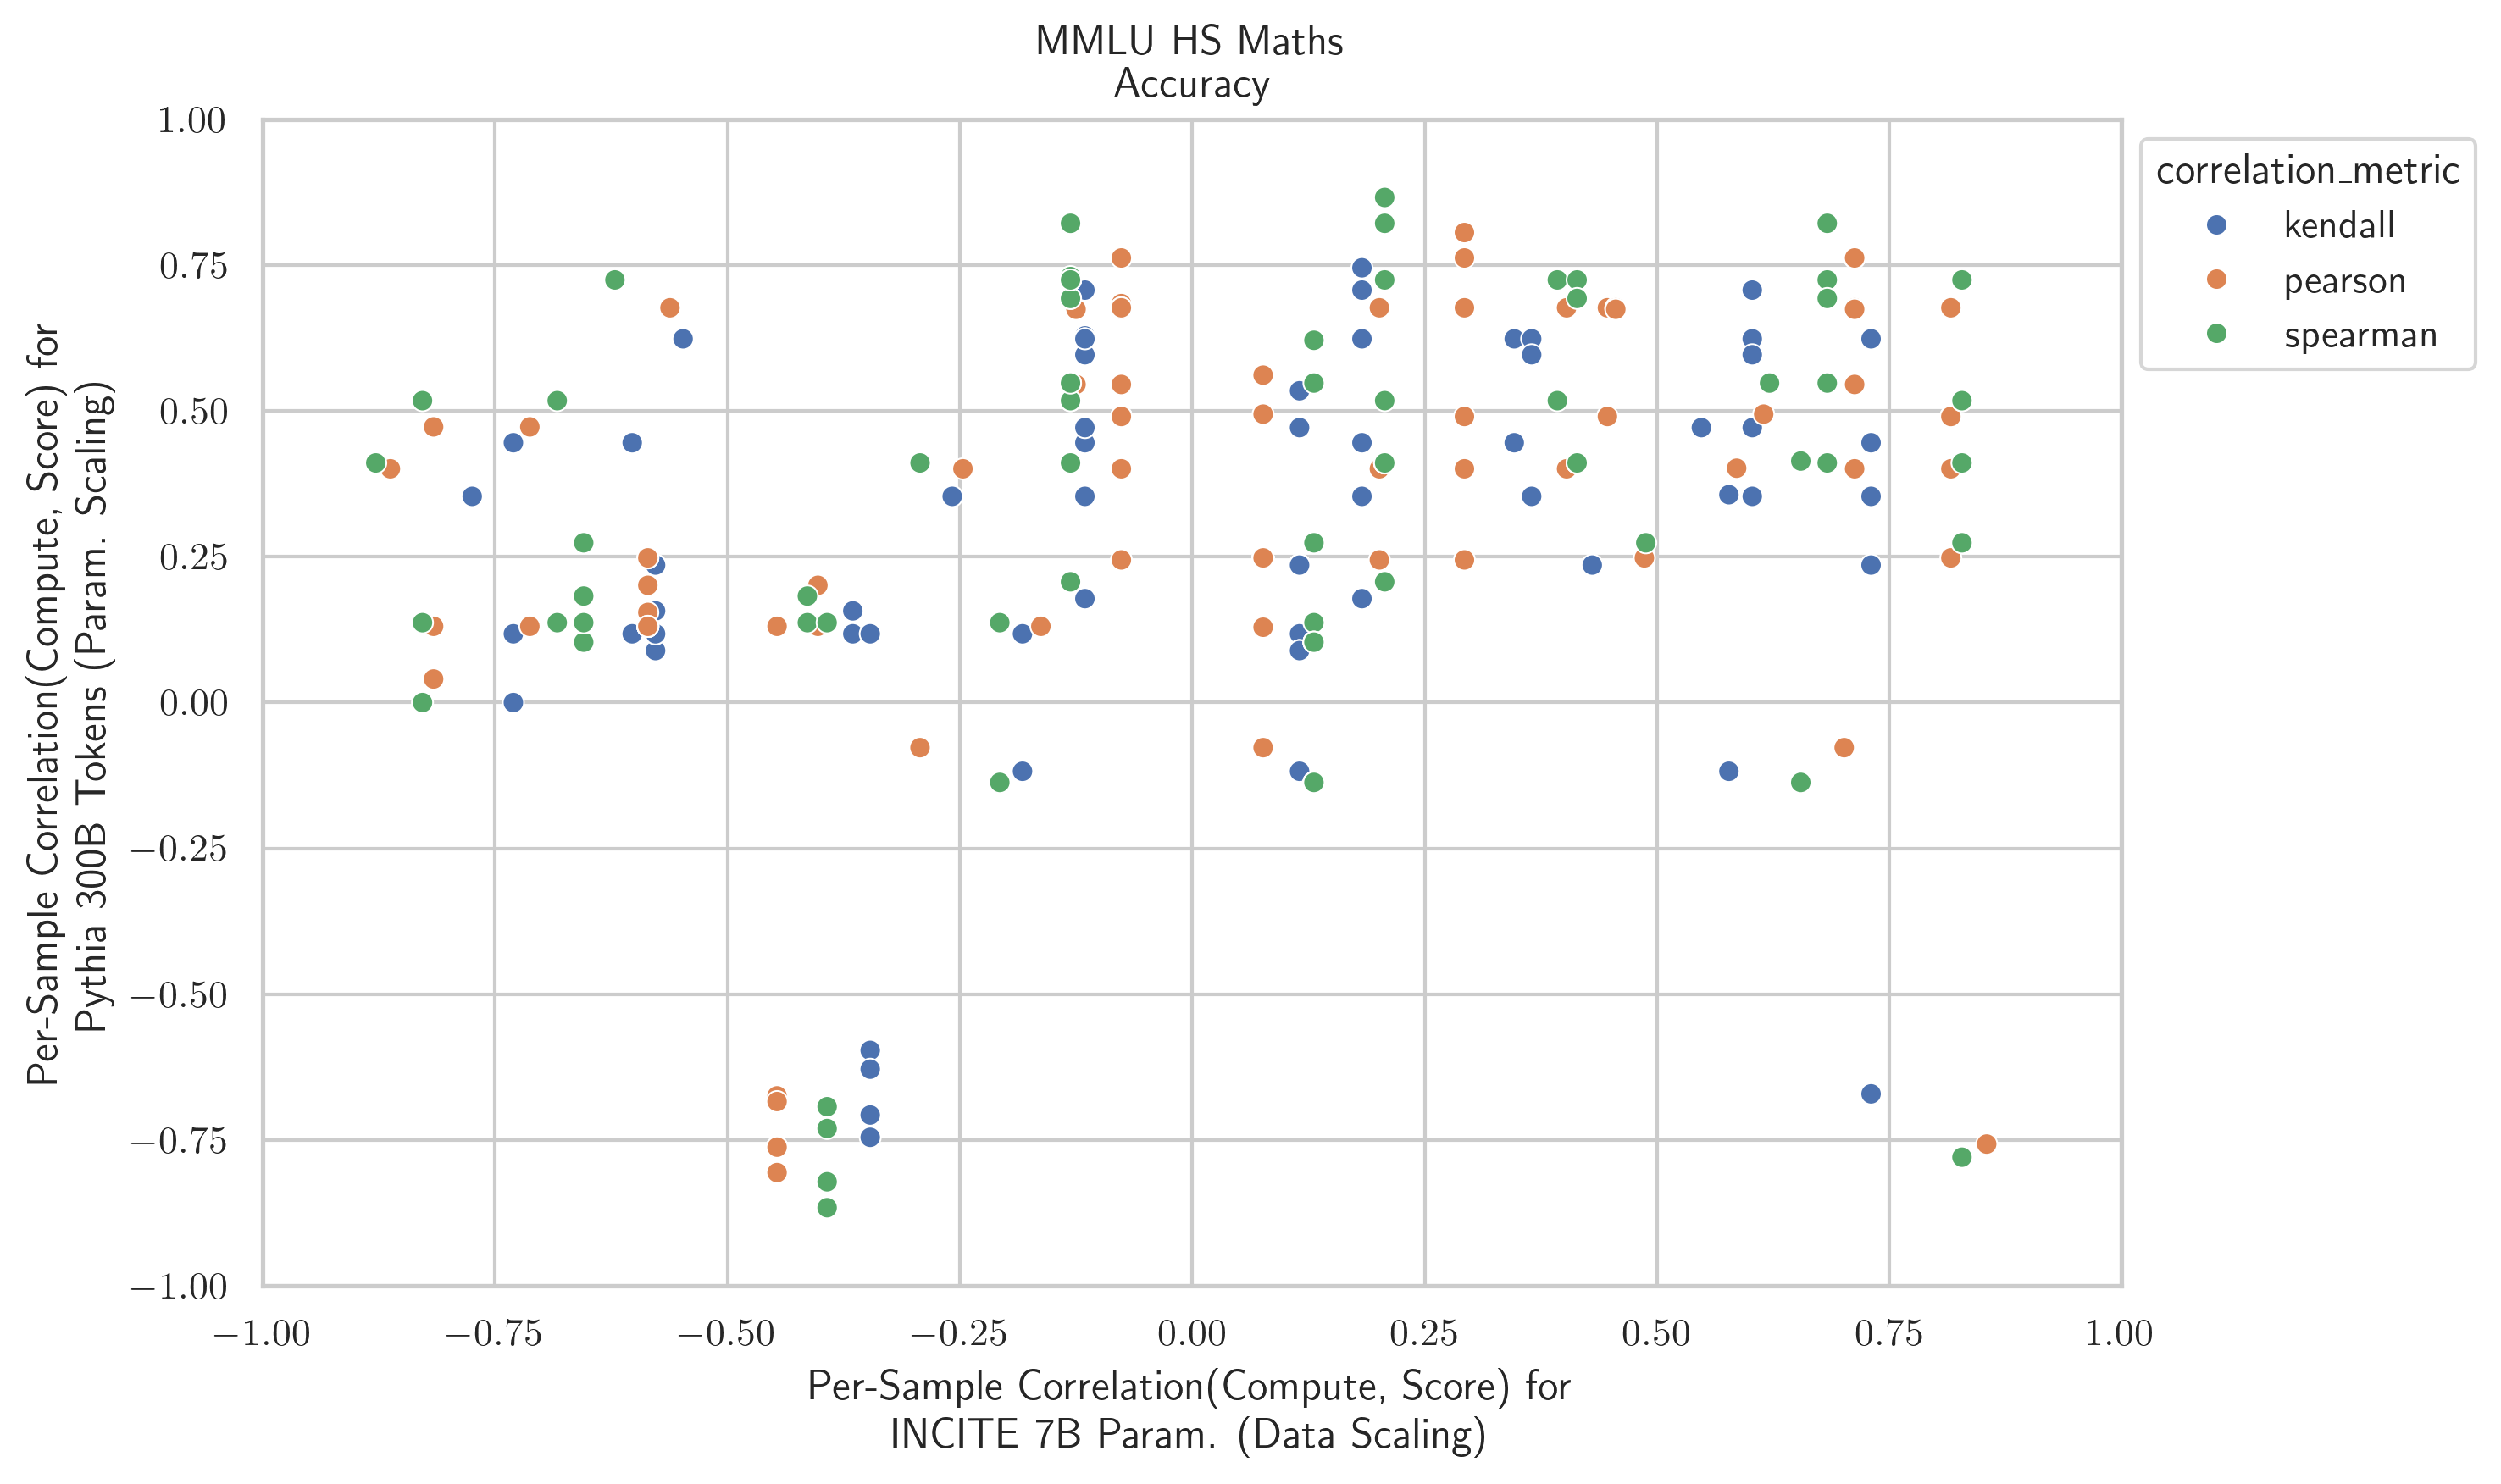 MMLU HS Maths
Accuracy
1.00
0.75
0.50
0.25
0.00
−0.25
−0.50
−0.75
−1.00
Per-Sample Correlation(Compute, Score) for
Pythia 300B Tokens (Param. Scaling)
correlation_metric
kendall
pearson
spearman
−1.00 −0.75 −0.50 −0.25 0.00 0.25 0.50 0.75 1.00
Per-Sample Correlation(Compute, Score) for
INCITE 7B Param. (Data Scaling)